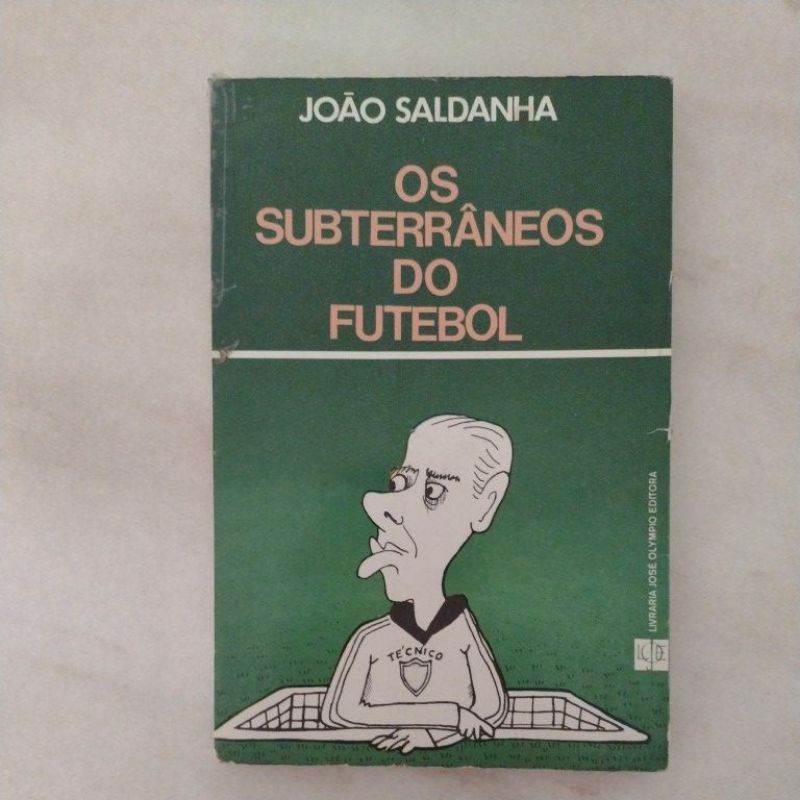 JOÃO SALDANHA
OS
SUBTERRÂNEOS
DO
FUTEBOL
TÉCNICO
LIVRARIA JOSÉ OLYMPIO EDITORA